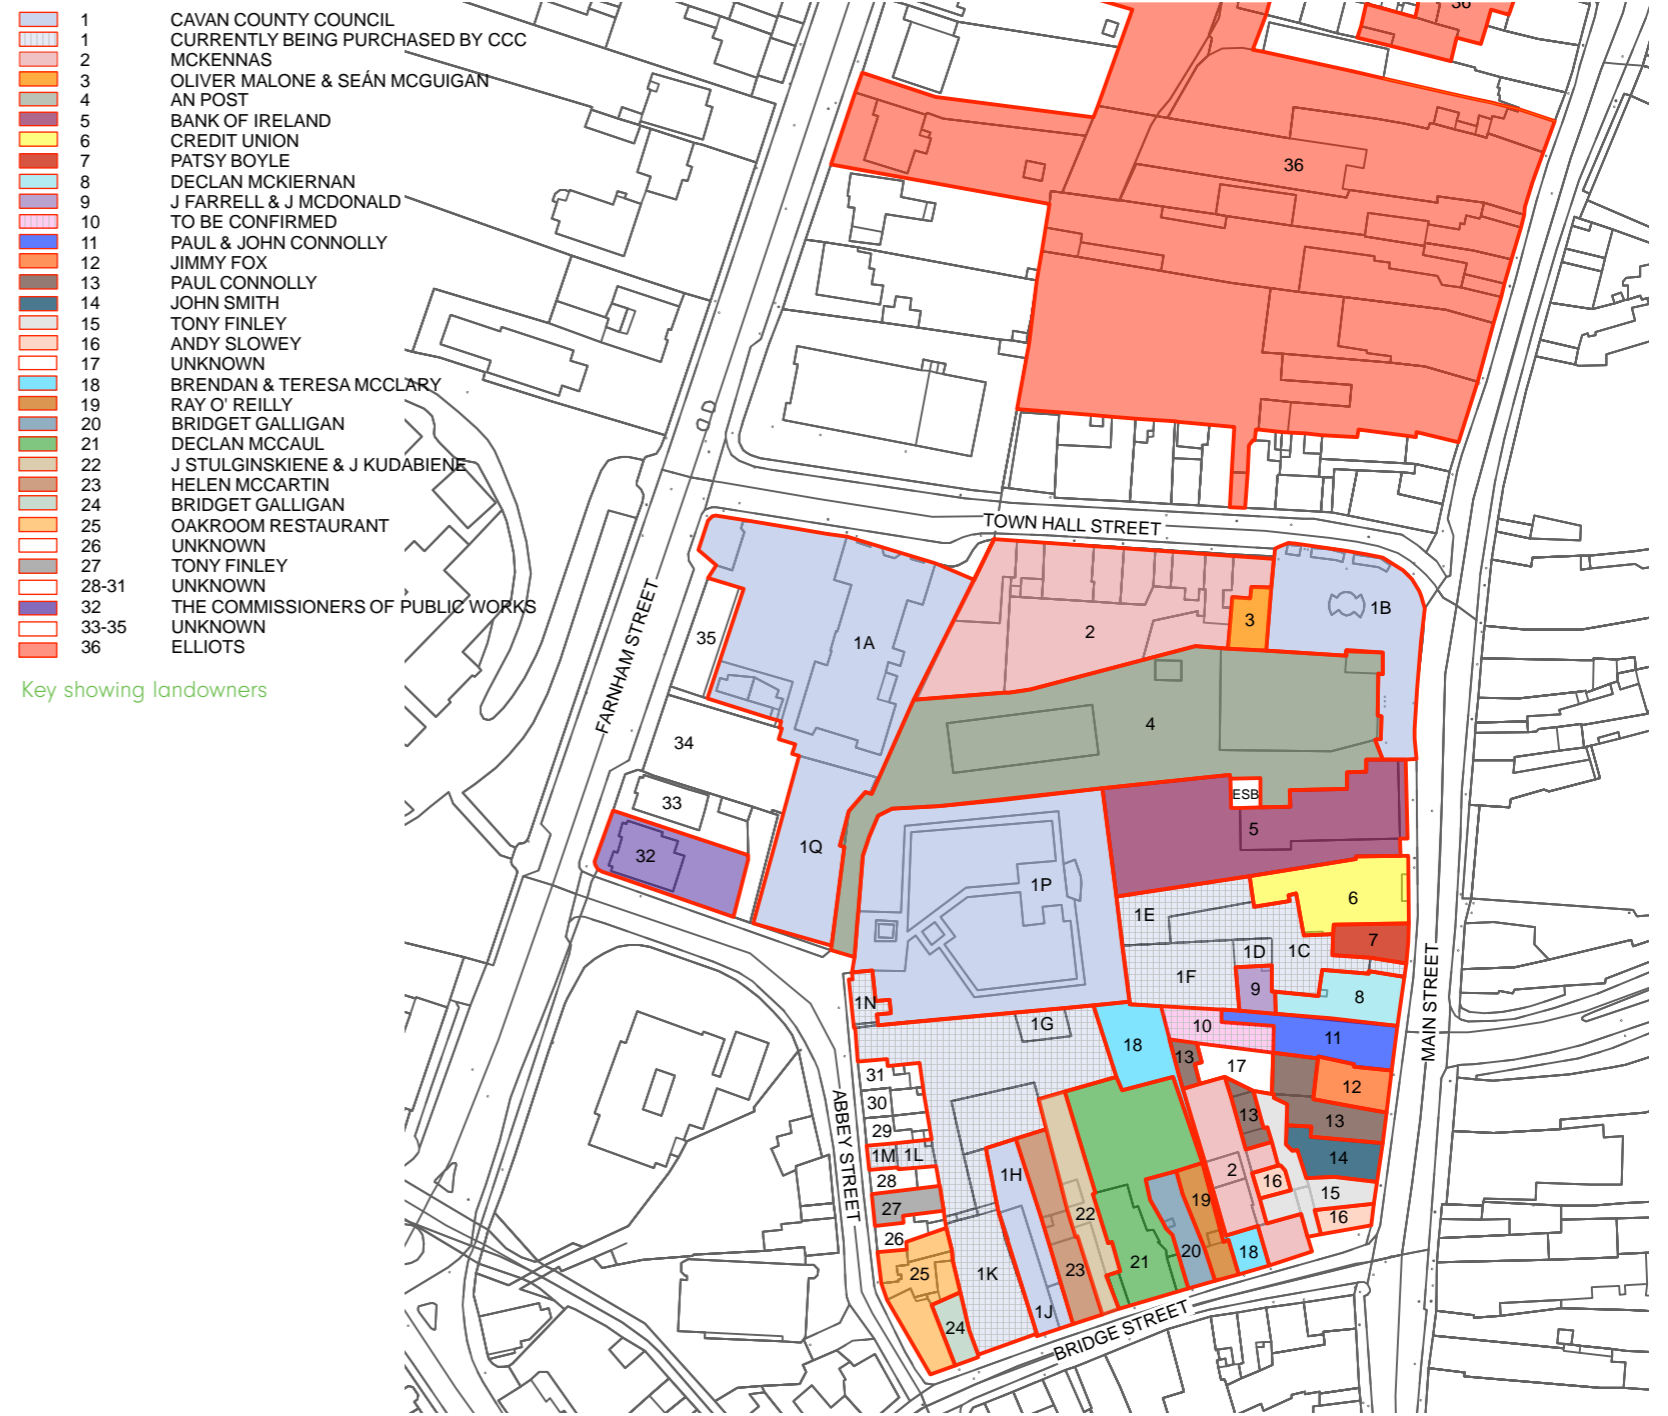 1 CAVAN COUNTY COUNCIL
1 CURRENTLY BEING PURCHASED BY CCC
2 MCKENNAS
3 OLIVER MALONE & SEÁN MCGUIGAN
4 AN POST
5 BANK OF IRELAND
6 CREDIT UNION
7 PATSY BOYLE
8 DECLAN MCKIERNAN
9 J FARRELL & J MCDONALD
10 TO BE CONFIRMED
11 PAUL & JOHN CONNOLLY
12 JIMMY FOX
13 PAUL CONNOLLY
14 JOHN SMITH
15 TONY FINLEY
16 ANDY SLOWEY
17 UNKNOWN
18 BRENDAN & TERESA MCCLARY
19 RAY O' REILLY
20 BRIDGET GALLIGAN
21 DECLAN MCCAUL
22 J STULGINSKIENE & J KUDABIENE
23 HELEN MCCARTIN
24 BRIDGET GALLIGAN
25 OAKROOM RESTAURANT
26 UNKNOWN
27 TONY FINLEY
28-31 UNKNOWN
32 THE COMMISSIONERS OF PUBLIC WORKS
33-35 UNKNOWN
36 ELLIOTS
Key showing landowners
36
36
TOWN HALL STREET
FARNHAM STREET
MAIN STREET
ABBEY STREET
BRIDGE STREET
35
1A
2
3
1B
34
4
33
ESB
5
32
1Q
1P
6
1E
7
1D
1C
1F
9
8
1N
1G
18
10
11
13
17
12
31
30
29
13
13
1M
1L
14
28
1H
2
16
15
27
19
16
22
26
20
18
25
1K
23
21
24
1J